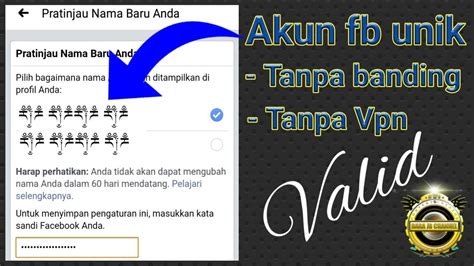 Pratinjau Nama Baru Anda
Pratinjau Nama Baru Anda
Pilih bagaimana nama ditampilkan di
profil Anda:
Harap perhatikan: Anda tidak akan dapat mengubah
nama Anda dalam 60 hari mendatang. Pelajari
selengkapnya.
Untuk menyimpan pengaturan ini, masukkan kata
sandi Facebook Anda.
Akun fb unik
- Tanpa banding
- Tanpa Vpn
Valid